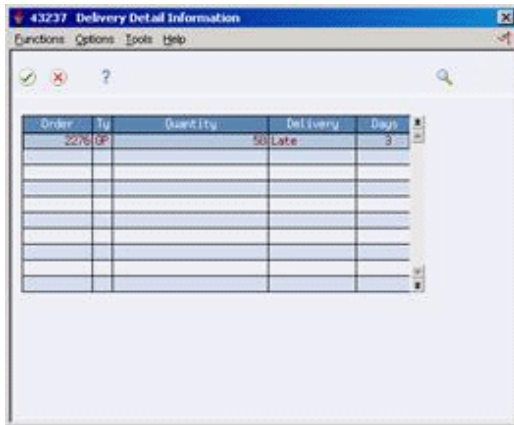 43237 Delivery Detail Information
Functions Options Tools Help
?
Order Ty Quantity Delivery Days
2276 OP 50 Late 3